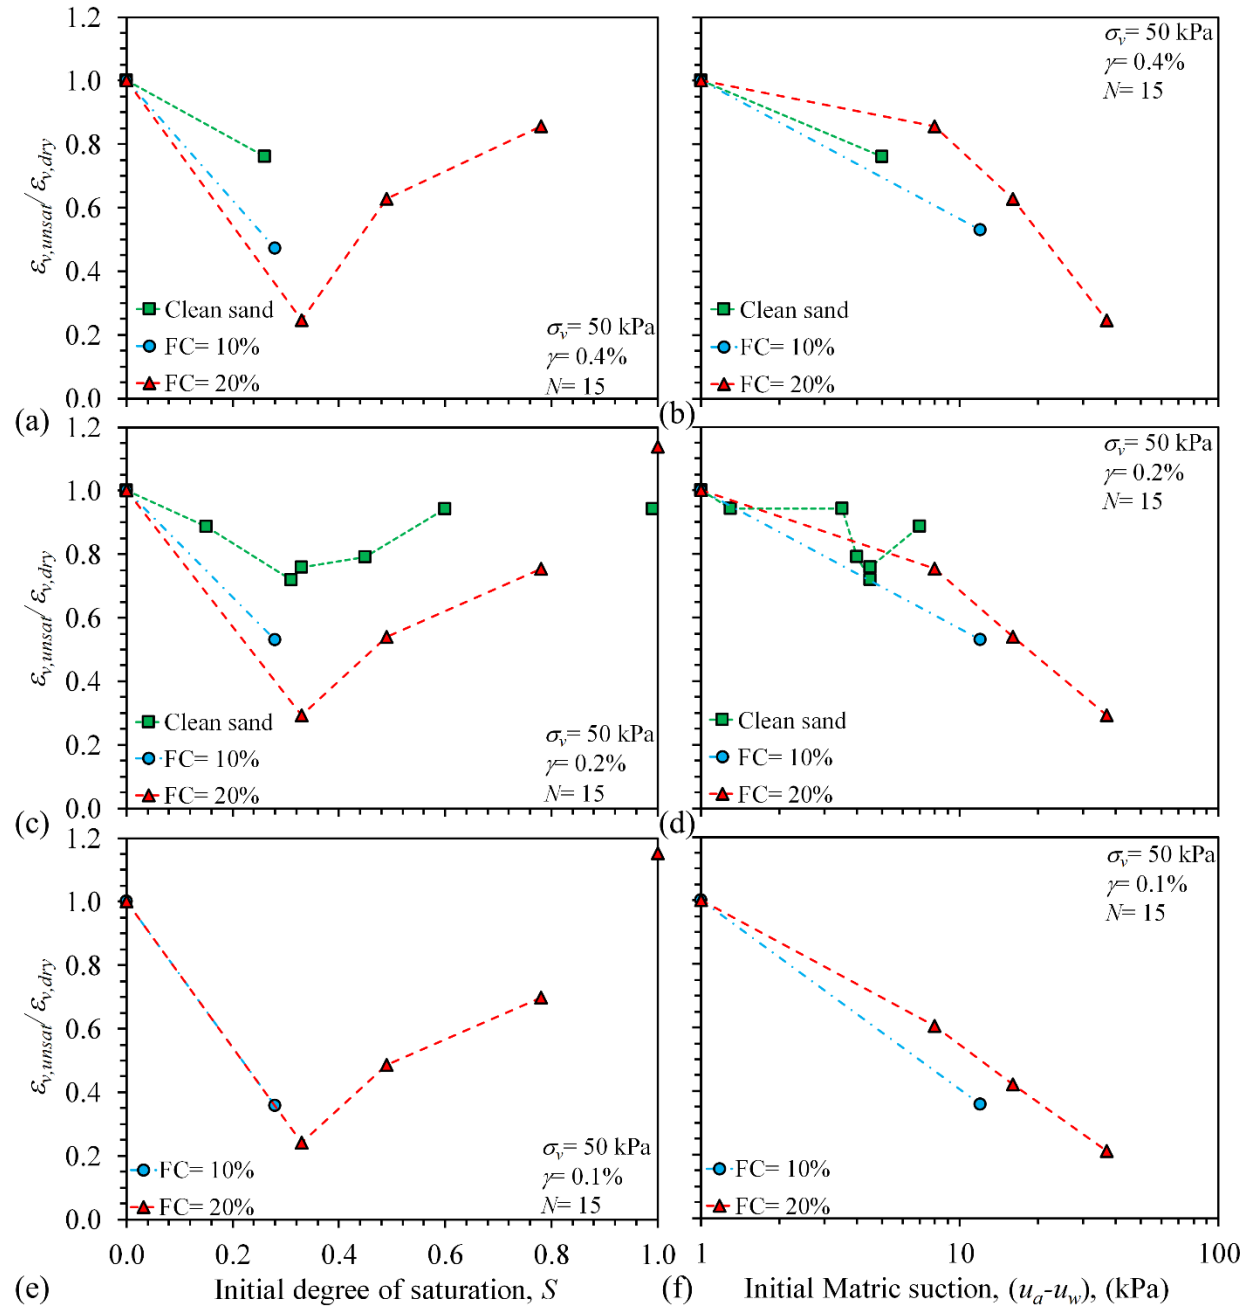 1.2
1.0
0.8
0.6
0.4
0.2
0.0
εv,unsat/ εv,dry
Clean sand
FC= 10%
FC= 20%
σv= 50 kPa
γ= 0.4%
N= 15
(a)
σv= 50 kPa
γ= 0.4%
N= 15
Clean sand
FC= 10%
FC= 20%
(b)
1.2
1.0
0.8
0.6
0.4
0.2
0.0
εv,unsat/ εv,dry
Clean sand
FC= 10%
FC= 20%
σv= 50 kPa
γ= 0.2%
N= 15
(c)
σv= 50 kPa
γ= 0.2%
N= 15
Clean sand
FC= 10%
FC= 20%
(d)
1.2
1.0
0.8
0.6
0.4
0.2
0.0
εv,unsat/ εv,dry
FC= 10%
FC= 20%
σv= 50 kPa
γ= 0.1%
N= 15
0.0 0.2 0.4 0.6 0.8 1.0
(e)
Initial degree of saturation, S
σv= 50 kPa
γ= 0.1%
N= 15
FC= 10%
FC= 20%
1 10 100
(f)
Initial Matric suction, (ua-uw), (kPa)